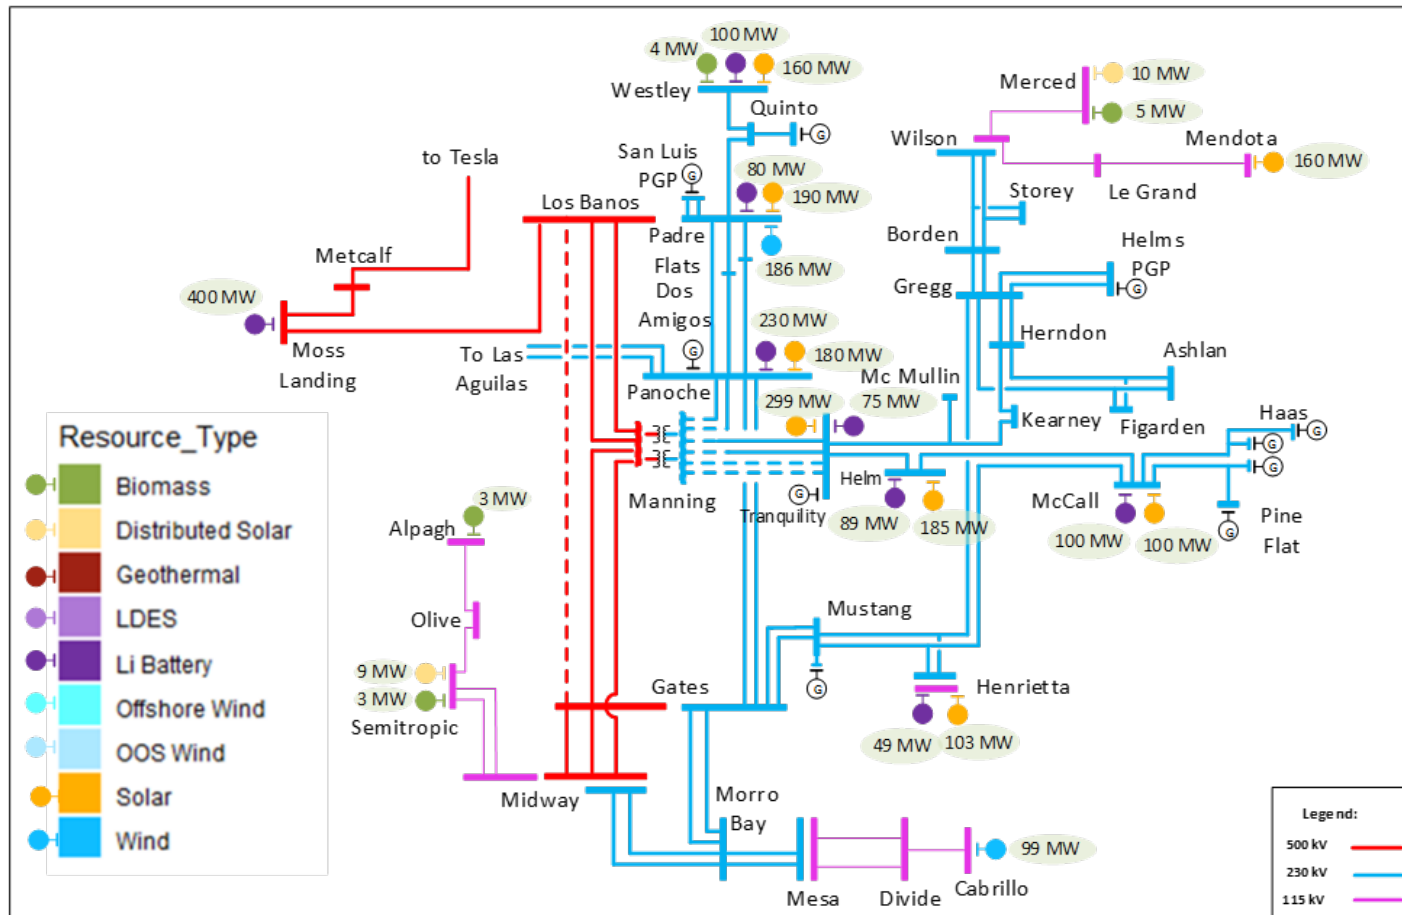 100 MW
4 MW
160 MW
Westley
Quinto
G
San Luis
PGP
G
80 MW
190 MW
Padre
Flats
186 MW
Dos
Amigos
G
230 MW
180 MW
Panoche
to Tesla
Los Banos
Metcalf
400 MW
Moss
Landing
To Las
Aguilas
Merced
10 MW
5 MW
Mendota
160 MW
Le Grand
Wilson
Storey
Borden
Helms
PGP
G
Gregg
Herndon
Ashlan
Mc Mullin
Kearney
Figarden
Haas
G
G
G
299 MW
75 MW
Manning
G
Tranquility
Helm
89 MW
185 MW
McCall
100 MW
100 MW
Pine
Flat
G
Resource_Type
Biomass
Distributed Solar
Geothermal
LDES
Li Battery
Offshore Wind
OOS Wind
Solar
Wind
3 MW
Alpagh
Olive
9 MW
3 MW
Semitropic
Mustang
G
Gates
Henrietta
49 MW
103 MW
Midway
Morro
Bay
Mesa
Divide
Cabrillo
99 MW
Legend:
500 kV
230 kV
115 kV